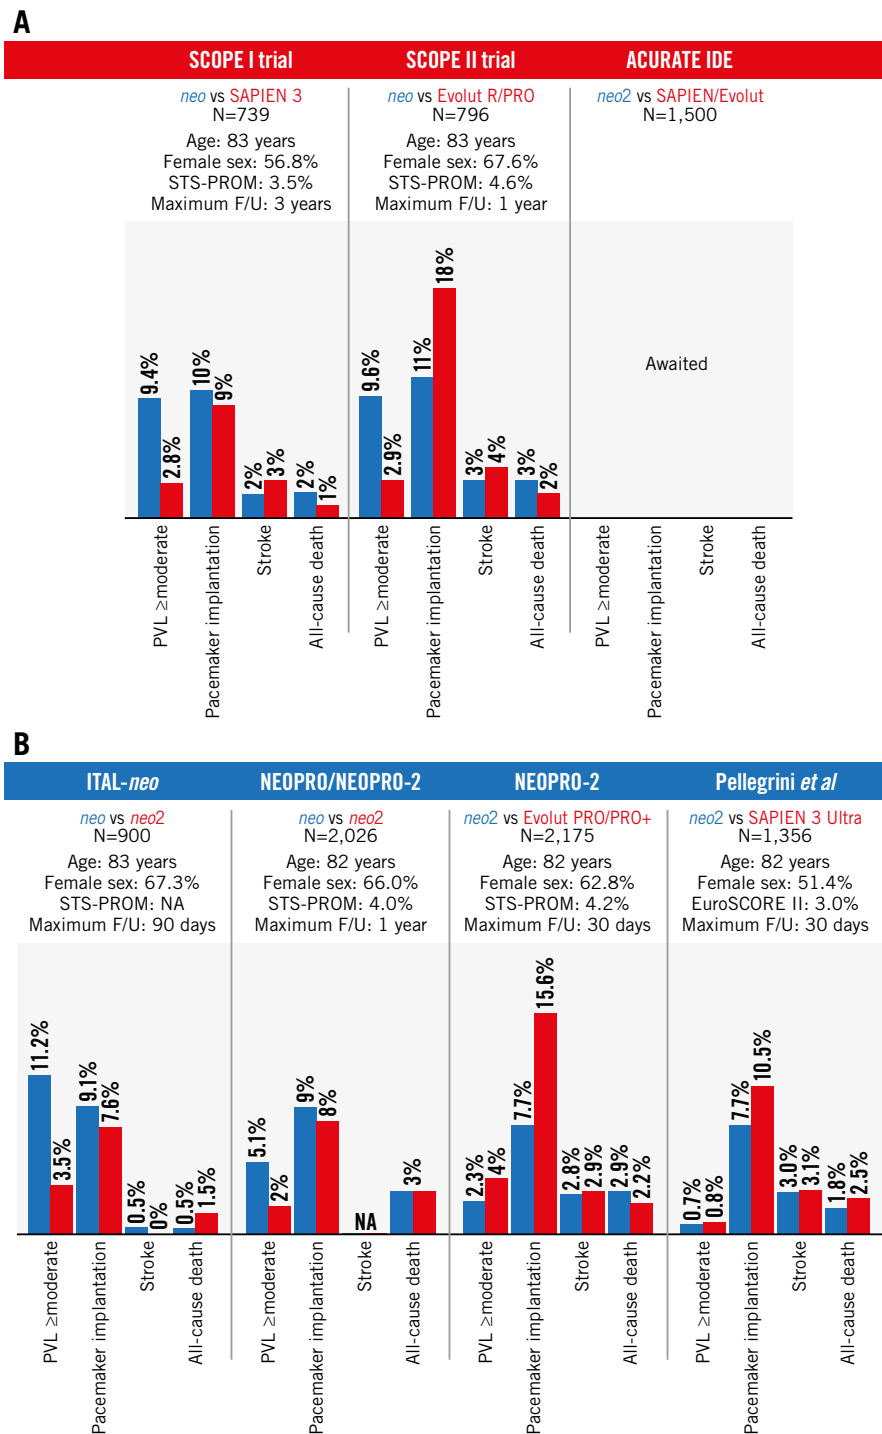 A
SCOPE I trial
neo vs SAPIEN 3
N=739
Age: 83 years
Female sex: 56.8%
STS-PROM: 3.5%
Maximum F/U: 3 years
9.4%
2.8%
10%
9%
2%
3%
2%
1%
PVL ≥moderate
Pacemaker implantation
Stroke
All-cause death
SCOPE II trial
neo vs Evolut R/PRO
N=796
Age: 83 years
Female sex: 67.6%
STS-PROM: 4.6%
Maximum F/U: 1 year
9.6%
2.9%
11%
18%
3%
4%
3%
2%
PVL ≥moderate
Pacemaker implantation
Stroke
All-cause death
ACURATE IDE
neo2 vs SAPIEN/Evolut
N=1,500
Awaited
PVL ≥moderate
Pacemaker implantation
Stroke
All-cause death
B
ITAL-neo
neo vs neo2
N=900
Age: 83 years
Female sex: 67.3%
STS-PROM: NA
Maximum F/U: 90 days
11.2%
3.5%
9.1%
7.6%
0.5%
0%
0.5%
1.5%
PVL ≥moderate
Pacemaker implantation
Stroke
All-cause death
NEOPRO/NEOPRO-2
neo vs neo2
N=2,026
Age: 82 years
Female sex: 66.0%
STS-PROM: 4.0%
Maximum F/U: 1 year
5.1%
2%
9%
8%
NA
3%
PVL ≥moderate
Pacemaker implantation
Stroke
All-cause death
NEOPRO-2
neo2 vs Evolut PRO/PRO+
N=2,175
Age: 82 years
Female sex: 62.8%
STS-PROM: 4.2%
Maximum F/U: 30 days
2.3%
4%
7.7%
15.6%
2.8%
2.9%
2.9%
2.2%
PVL ≥moderate
Pacemaker implantation
Stroke
All-cause death
Pellegrini et al
neo2 vs SAPIEN 3 Ultra
N=1,356
Age: 82 years
Female sex: 51.4%
EuroSCORE II: 3.0%
Maximum F/U: 30 days
0.7%
0.8%
7.7%
10.5%
3.0%
3.1%
1.8%
2.5%
PVL ≥moderate
Pacemaker implantation
Stroke
All-cause death